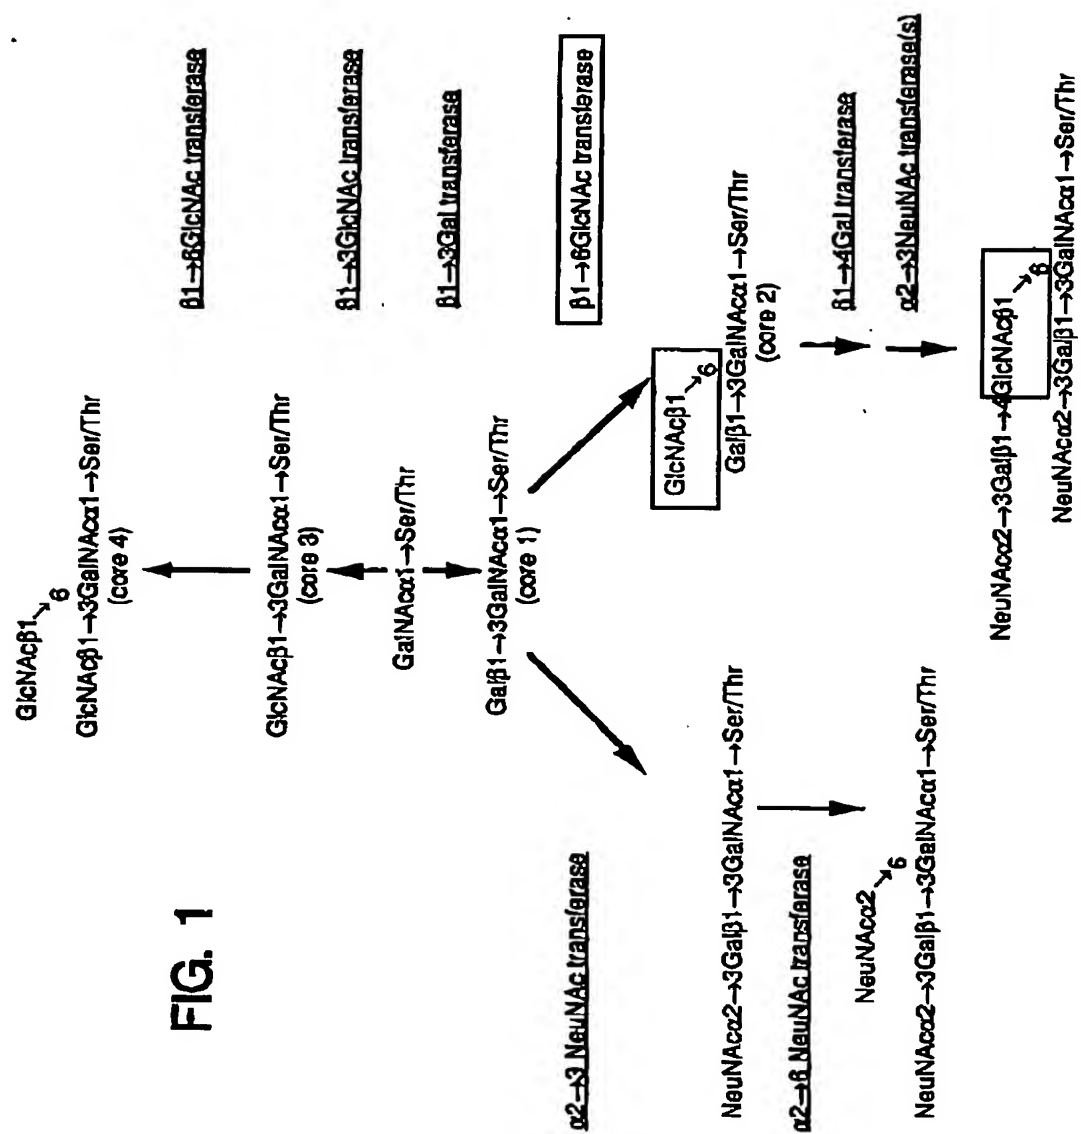 FIG. 1
GlcNAcβ1
→6
GlcNAcβ1→3GalNAcα1→Ser/Thr
(core 4)
β1→6GlcNAc transferase
GlcNAcβ1→3GalNAcα1→Ser/Thr
(core 3)
β1→3GlcNAc transferase
GalNAcα1→Ser/Thr
β1→3Gal transferase
Galβ1→3GalNAcα1→Ser/Thr
(core 1)
α2→3 NeuNAc transferase
β1→6GlcNAc transferase
GlcNAcβ1
→6
Galβ1→3GalNAcα1→Ser/Thr
(core 2)
NeuNAcα2→3Galβ1→3GalNAcα1→Ser/Thr
α2→6 NeuNAc transferase
β1→4Gal transferase
α2→3NeuNAc transferase(s)
NeuNAcα2
→6
NeuNAcα2→3Galβ1→3GalNAcα1→Ser/Thr
NeuNAcα2→3Galβ1→4GlcNAcβ1
→6
NeuNAcα2→3Galβ1→3GalNAcα1→Ser/Thr